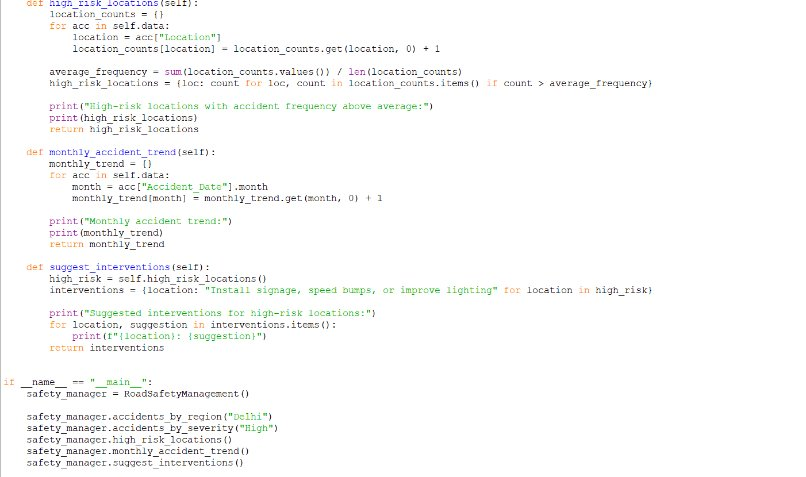 def high_risk_locations(self):
        location_counts = {}
        for acc in self.data:
            location = acc["Location"]
            location_counts[location] = location_counts.get(location, 0) + 1

        average_frequency = sum(location_counts.values()) / len(location_counts)
        high_risk_locations = {loc: count for loc, count in location_counts.items() if count > average_frequency}

        print("High-risk locations with accident frequency above average:")
        print(high_risk_locations)
        return high_risk_locations

    def monthly_accident_trend(self):
        monthly_trend = {}
        for acc in self.data:
            month = acc["Accident_Date"].month
            monthly_trend[month] = monthly_trend.get(month, 0) + 1

        print("Monthly accident trend:")
        print(monthly_trend)
        return monthly_trend

    def suggest_interventions(self):
        high_risk = self.high_risk_locations()
        interventions = {location: "Install signage, speed bumps, or improve lighting" for location in high_risk}

        print("Suggested interventions for high-risk locations:")
        for location, suggestion in interventions.items():
            print(f"{location}: {suggestion}")
        return interventions


if __name__ == "__main__":
    safety_manager = RoadSafetyManagement()

    safety_manager.accidents_by_region("Delhi")
    safety_manager.accidents_by_severity("High")
    safety_manager.high_risk_locations()
    safety_manager.monthly_accident_trend()
    safety_manager.suggest_interventions()